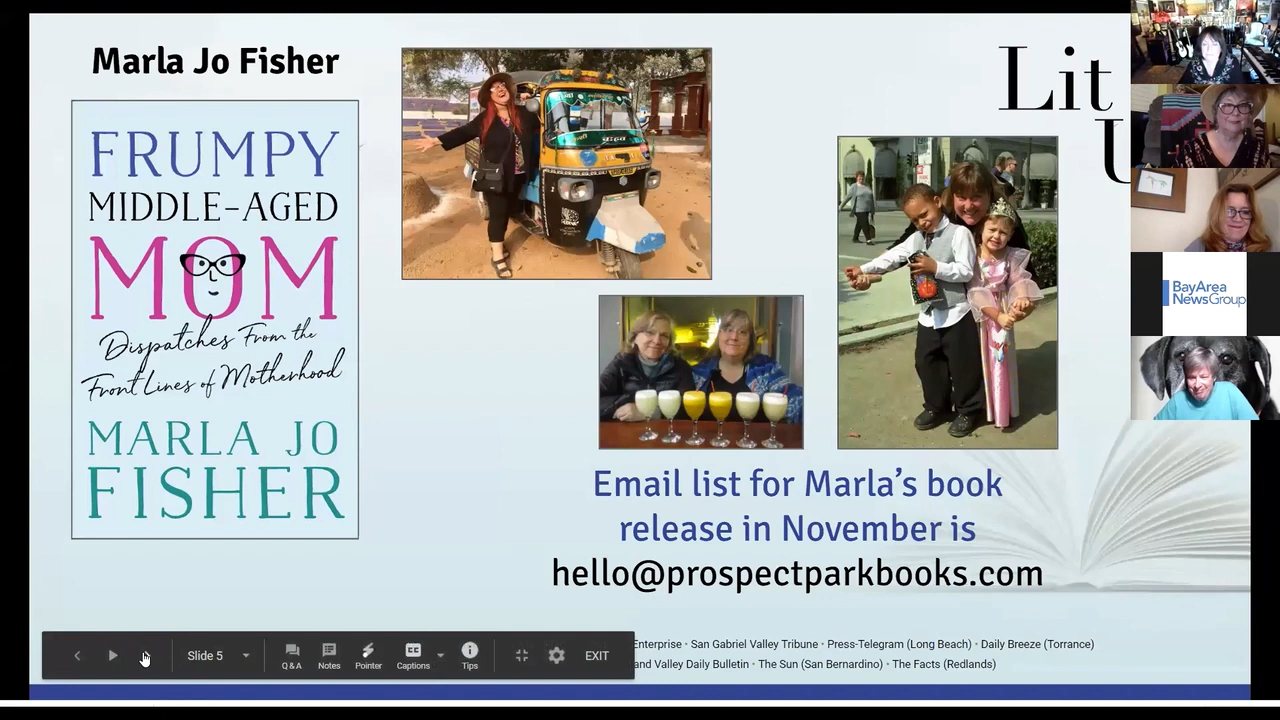 Marla Jo Fisher
FRUMPY
MIDDLE-AGED
MOM
Dispatches From the
Front Lines of Motherhood
MARLA JO
FISHER
Lit
U
BayArea
NewsGroup
Email list for Marla's book
release in November is
hello@prospectparkbooks.com
Enterprise • San Gabriel Valley Tribune • Press-Telegram (Long Beach) • Daily Breeze (Torrance)
and Valley Daily Bulletin • The Sun (San Bernardino) • The Facts (Redlands)
Slide 5
Q & A
Notes
Pointer
Captions
Tips
EXIT